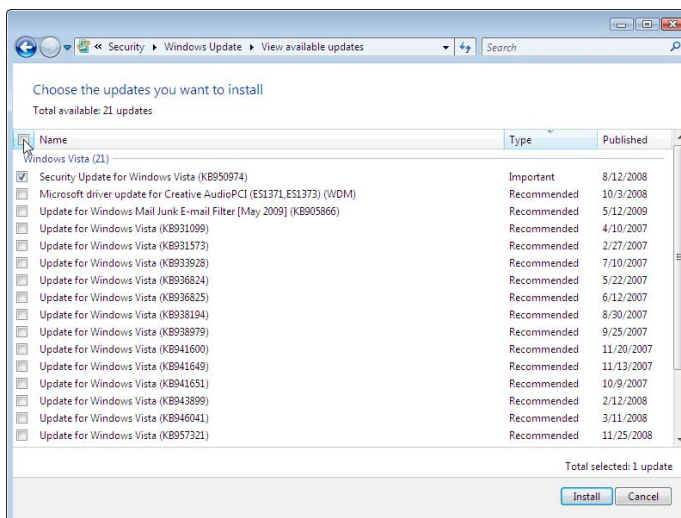 « Security ▸ Windows Update ▸ View available updates Search
Choose the updates you want to install
Total available: 21 updates
Name Type Published
Windows Vista (21)
Security Update for Windows Vista (KB950974) Important 8/12/2008
Microsoft driver update for Creative AudioPCI (ES1371,ES1373) (WDM) Recommended 10/3/2008
Update for Windows Mail Junk E-mail Filter [May 2009] (KB905866) Recommended 5/12/2009
Update for Windows Vista (KB931099) Recommended 4/10/2007
Update for Windows Vista (KB931573) Recommended 2/27/2007
Update for Windows Vista (KB933928) Recommended 7/10/2007
Update for Windows Vista (KB936824) Recommended 5/22/2007
Update for Windows Vista (KB936825) Recommended 6/12/2007
Update for Windows Vista (KB938194) Recommended 8/30/2007
Update for Windows Vista (KB938979) Recommended 9/25/2007
Update for Windows Vista (KB941600) Recommended 11/20/2007
Update for Windows Vista (KB941649) Recommended 11/13/2007
Update for Windows Vista (KB941651) Recommended 10/9/2007
Update for Windows Vista (KB943899) Recommended 2/12/2008
Update for Windows Vista (KB946041) Recommended 3/11/2008
Update for Windows Vista (KB957321) Recommended 11/25/2008
Total selected: 1 update
Install Cancel